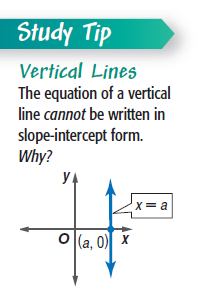 Study Tip
Vertical Lines
The equation of a vertical
line cannot be written in
slope-intercept form.
Why?
y
x = a
O (a, 0) x